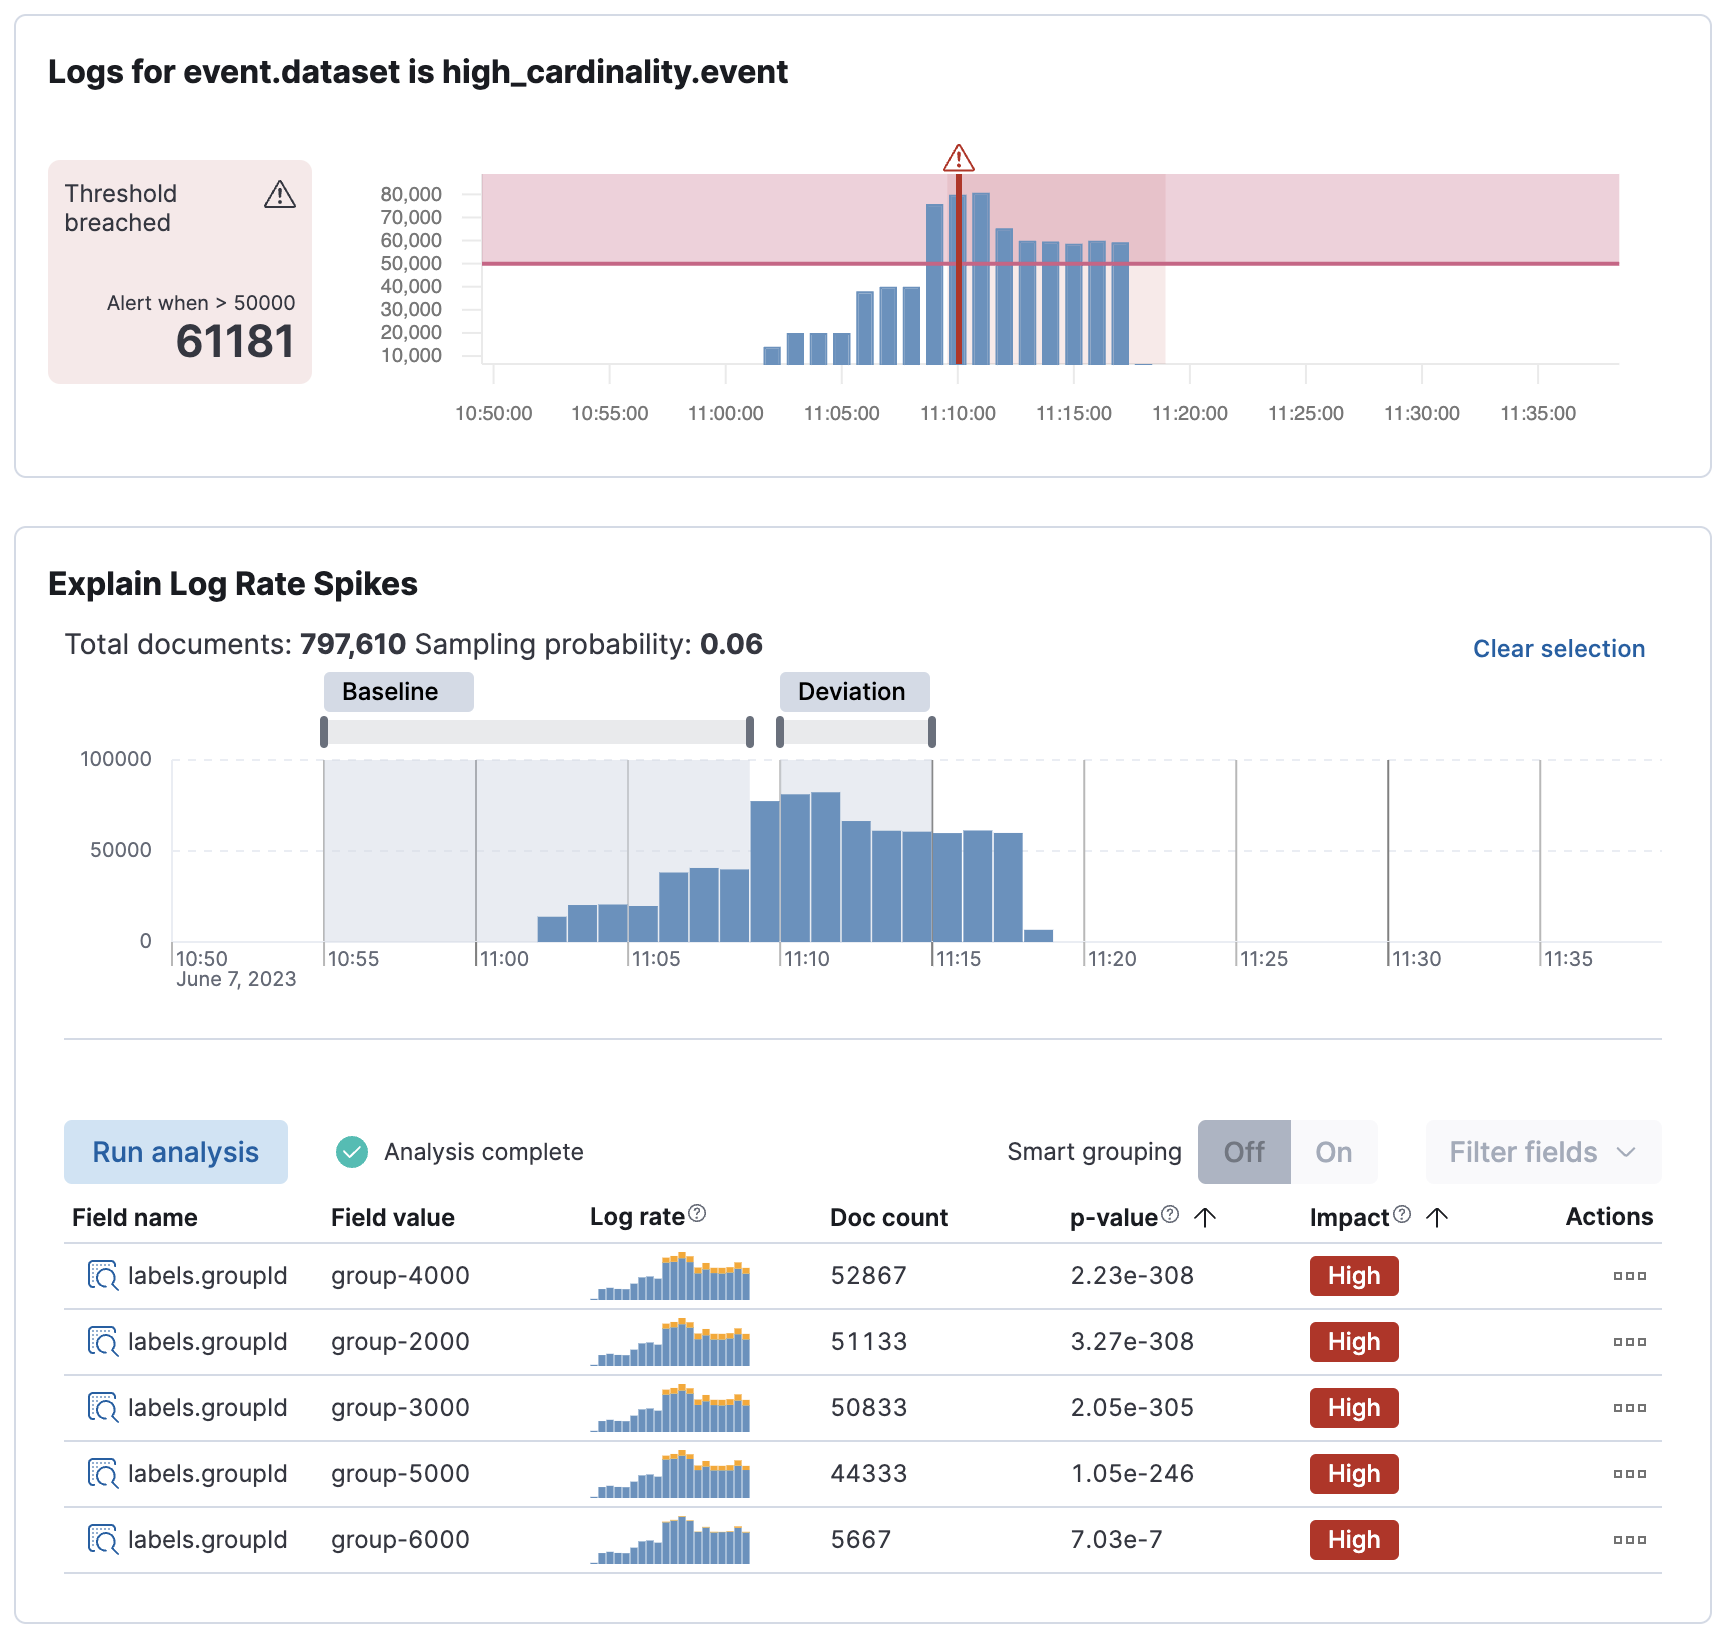 Logs for event.dataset is high_cardinality.event
Threshold
breached
Alert when > 50000
61181
80,000
70,000
60,000
50,000
40,000
30,000
20,000
10,000
10:50:00 10:55:00 11:00:00 11:05:00 11:10:00 11:15:00 11:20:00 11:25:00 11:30:00 11:35:00
Explain Log Rate Spikes
Total documents: 797,610 Sampling probability: 0.06
Clear selection
Baseline Deviation
100000
50000
0
10:50 10:55 11:00 11:05 11:10 11:15 11:20 11:25 11:30 11:35
June 7, 2023
Run analysis Analysis complete Smart grouping Off On Filter fields
Field name Field value Log rate Doc count p-value Impact Actions
labels.groupId group-4000 52867 2.23e-308 High
labels.groupId group-2000 51133 3.27e-308 High
labels.groupId group-3000 50833 2.05e-305 High
labels.groupId group-5000 44333 1.05e-246 High
labels.groupId group-6000 5667 7.03e-7 High